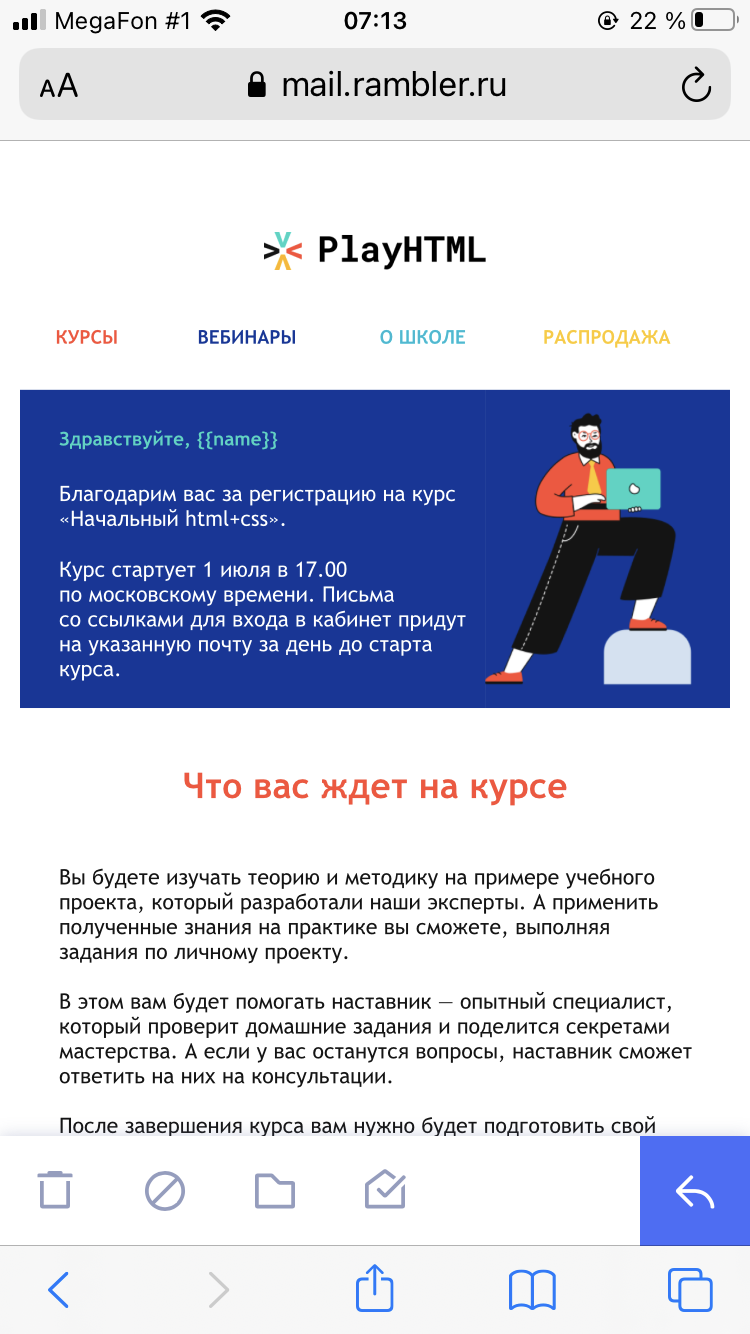 MegaFon #1 07:13 22 %
AA mail.rambler.ru
PlayHTML
КУРСЫ ВЕБИНАРЫ О ШКОЛЕ РАСПРОДАЖА
Здравствуйте, {{name}}
Благодарим вас за регистрацию на курс
«Начальный html+css».
Курс стартует 1 июля в 17.00
по московскому времени. Письма
со ссылками для входа в кабинет придут
на указанную почту за день до старта
курса.
Что вас ждет на курсе
Вы будете изучать теорию и методику на примере учебного
проекта, который разработали наши эксперты. А применить
полученные знания на практике вы сможете, выполняя
задания по личному проекту.
В этом вам будет помогать наставник — опытный специалист,
который проверит домашние задания и поделится секретами
мастерства. А если у вас останутся вопросы, наставник сможет
ответить на них на консультации.
После завершения курса вам нужно будет подготовить свой